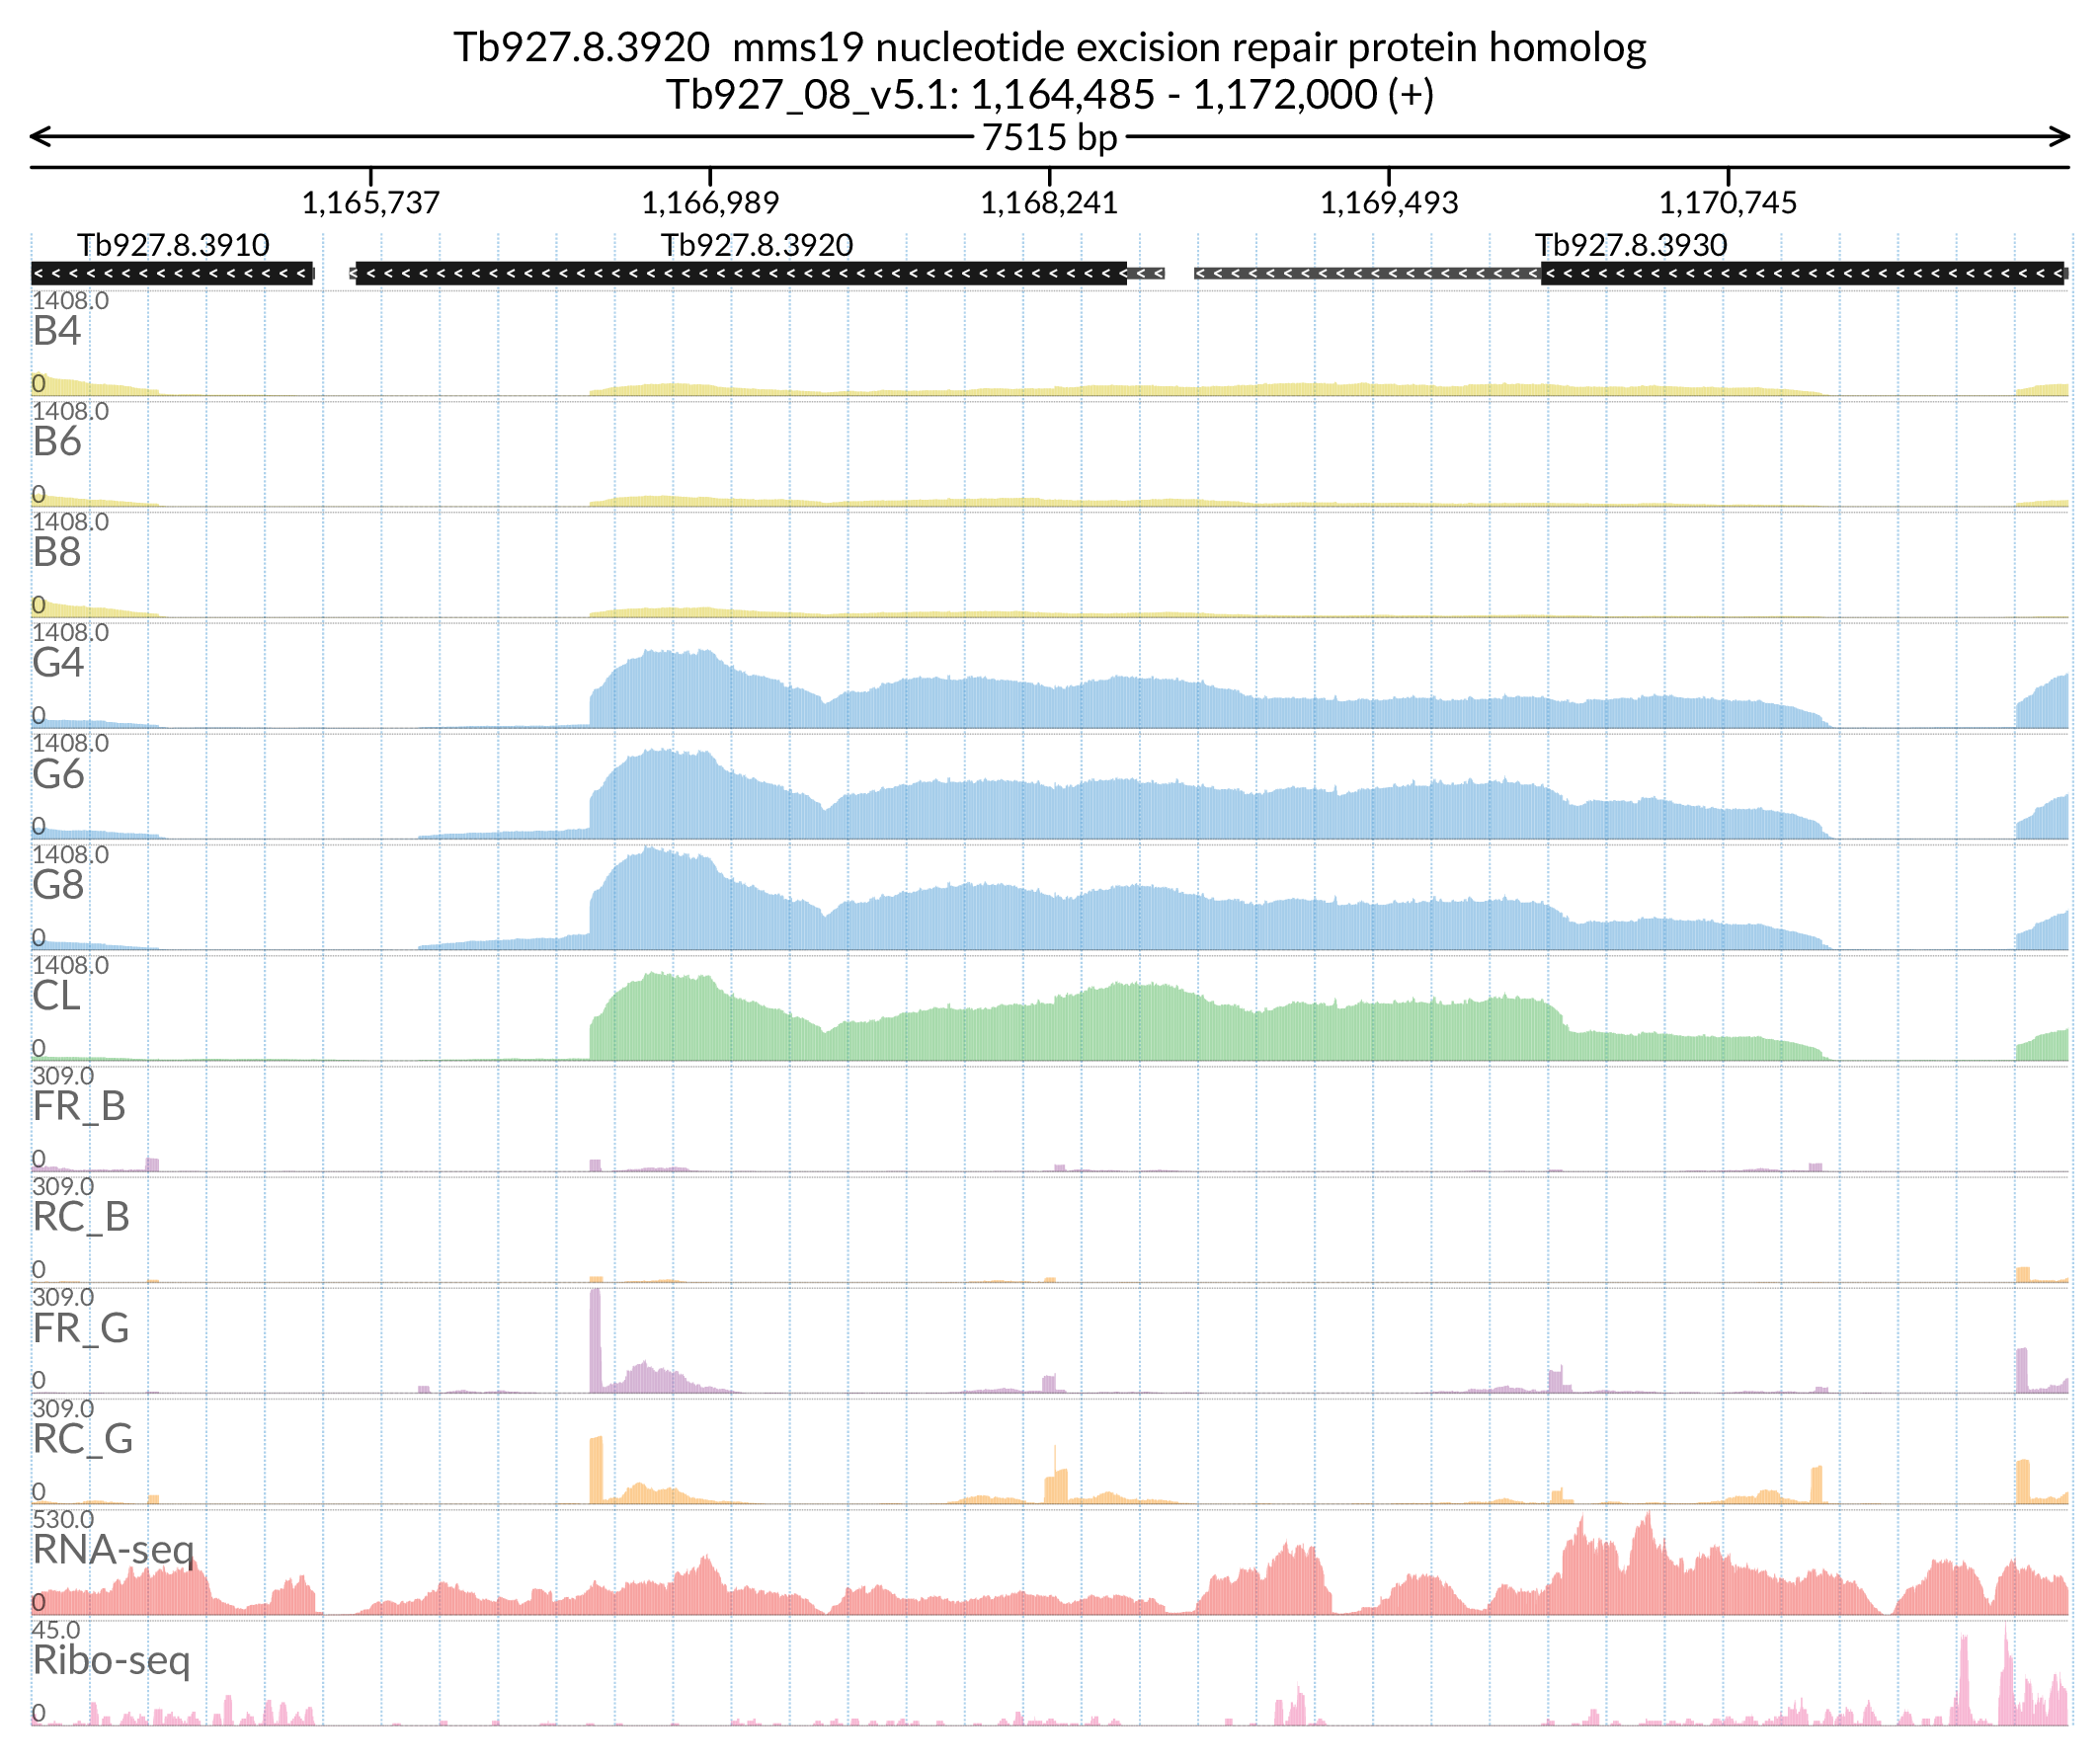 Tb927.8.3920 mms19 nucleotide excision repair protein homolog
Tb927_08_v5.1: 1,164,485 - 1,172,000 (+)
7515 bp
1,165,737 1,166,989 1,168,241 1,169,493 1,170,745
Tb927.8.3910 Tb927.8.3920 Tb927.8.3930
1408.0
B4
0
1408.0
B6
0
1408.0
B8
0
1408.0
G4
0
1408.0
G6
0
1408.0
G8
0
1408.0
CL
0
309.0
FR_B
0
309.0
RC_B
0
309.0
FR_G
0
309.0
RC_G
0
530.0
RNA-seq
0
45.0
Ribo-seq
0